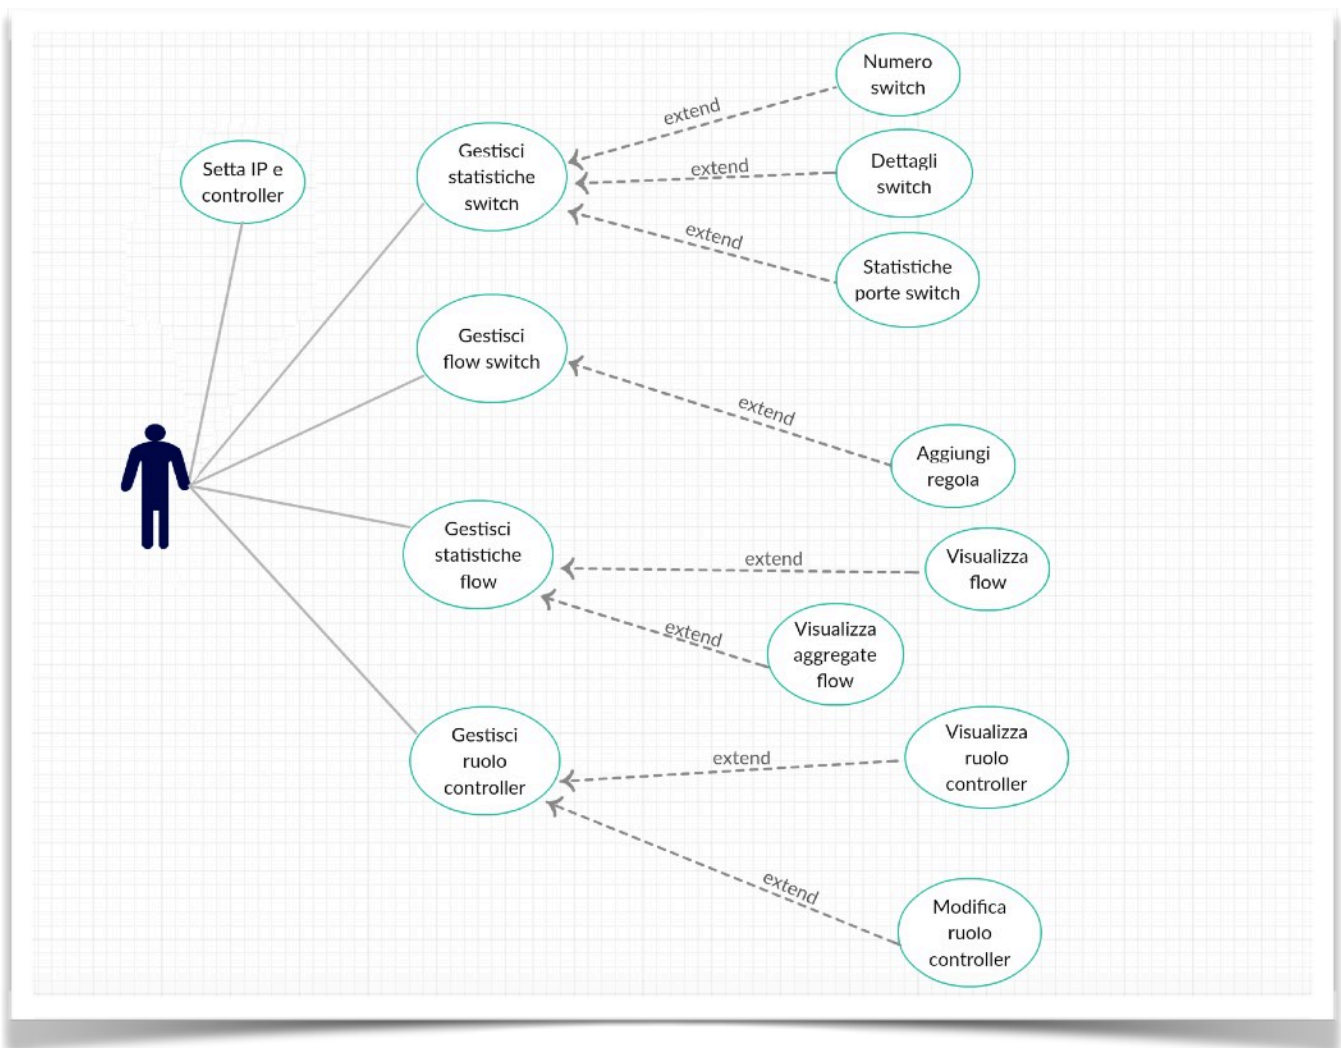 Numero
switch
extend
Setta IP e
controller
Gestisci
statistiche
switch
extend
Dettagli
switch
extend
Statistiche
porte switch
Gestisci
flow switch
extend
Aggiungi
regola
Gestisci
statistiche
flow
extend
Visualizza
flow
extend
Visualizza
aggregate
flow
Gestisci
ruolo
controller
extend
Visualizza
ruolo
controller
extend
Modifica
ruolo
controller